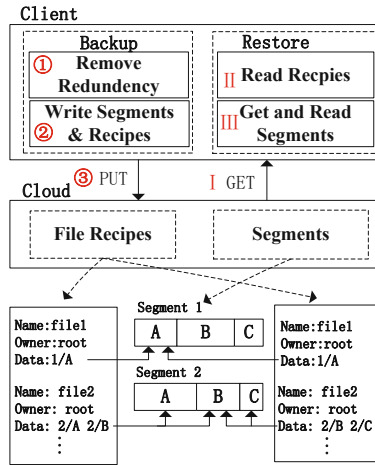 Client
Backup
① Remove
Redundancy
Write Segments
② & Recipes
Restore
II Read Recpies
III Get and Read
Segments
③ PUT
I GET
Cloud
File Recipes
Segments
Name:file1
Owner:root
Data:1/A
Name: file2
Owner: root
Data: 2/A 2/B
⋮
Segment 1
A B C
Segment 2
A B C
Name:file1
Owner:root
Data:1/A
Name: file2
Owner: root
Data: 2/B 2/C
⋮